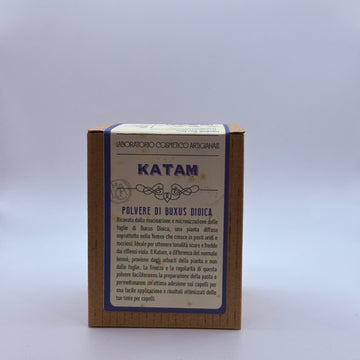 LABORATORIO COSMETICO ARTIGIANALE
KATAM
POLVERE DI BUXUS DIOICA
Ricavata dalla macinazione e micronizzazione delle
foglie di Buxus Dioica, una pianta diffusa
soprattutto nello Yemen che cresce in posti aridi e
rocciosi. Ideale per ottenere tonalità scure e fredde
dai riflessi viola. Il Katam, a differenza del normale
henné, proviene dagli arbusti della pianta e non
dalle foglie. La finezza e la regolarità di questa
polvere faciliteranno la preparazione della pasta e
permetteranno un'ottima adesione sui capelli per
una facile applicazione e risultati ottimizzati delle
tue tinte per capelli.